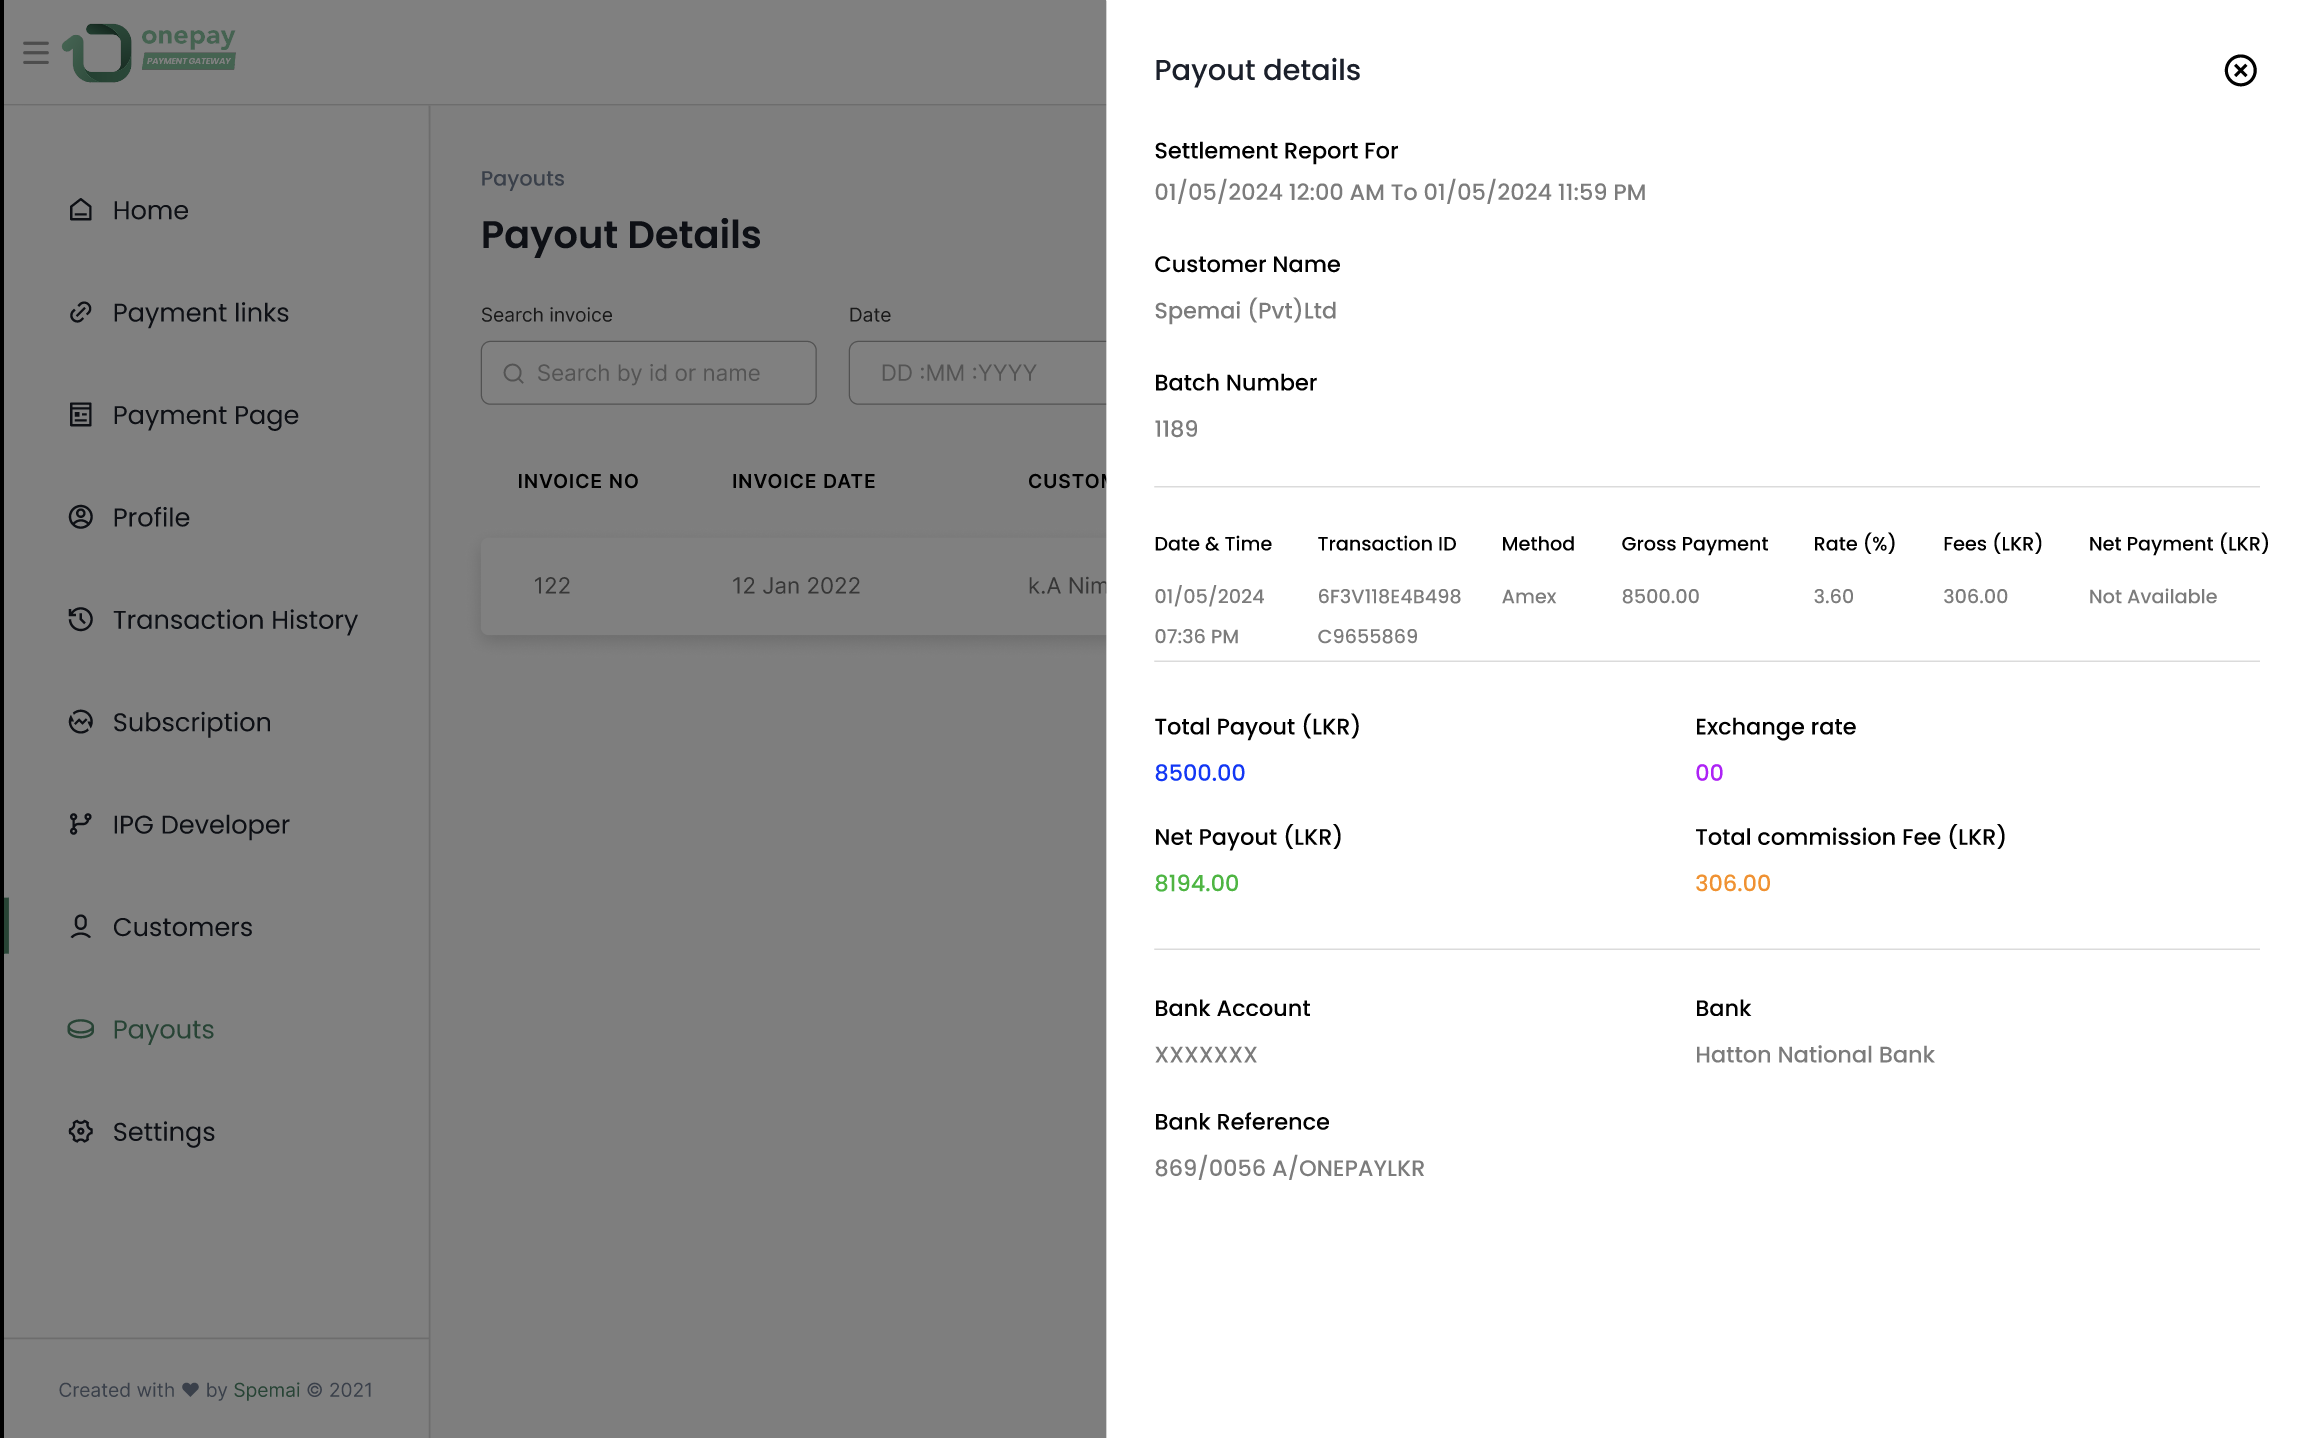 onepay
PAYMENT GATEWAY
Home
Payment links
Payment Page
Profile
Transaction History
Subscription
IPG Developer
Customers
Payouts
Settings
Created with ❤ by Spemai © 2021
Payouts
Payout Details
Search invoice
Date
Search by id or name
DD :MM :YYYY
INVOICE NO
INVOICE DATE
CUSTOM
122
12 Jan 2022
k.A Nim
Payout details
Settlement Report For
01/05/2024 12:00 AM To 01/05/2024 11:59 PM
Customer Name
Spemai (Pvt)Ltd
Batch Number
1189
Date & Time
Transaction ID
Method
Gross Payment
Rate (%)
Fees (LKR)
Net Payment (LKR)
01/05/2024
07:36 PM
6F3V118E4B498
C9655869
Amex
8500.00
3.60
306.00
Not Available
Total Payout (LKR)
8500.00
Exchange rate
00
Net Payout (LKR)
8194.00
Total commission Fee (LKR)
306.00
Bank Account
XXXXXXX
Bank
Hatton National Bank
Bank Reference
869/0056 A/ONEPAYLKR